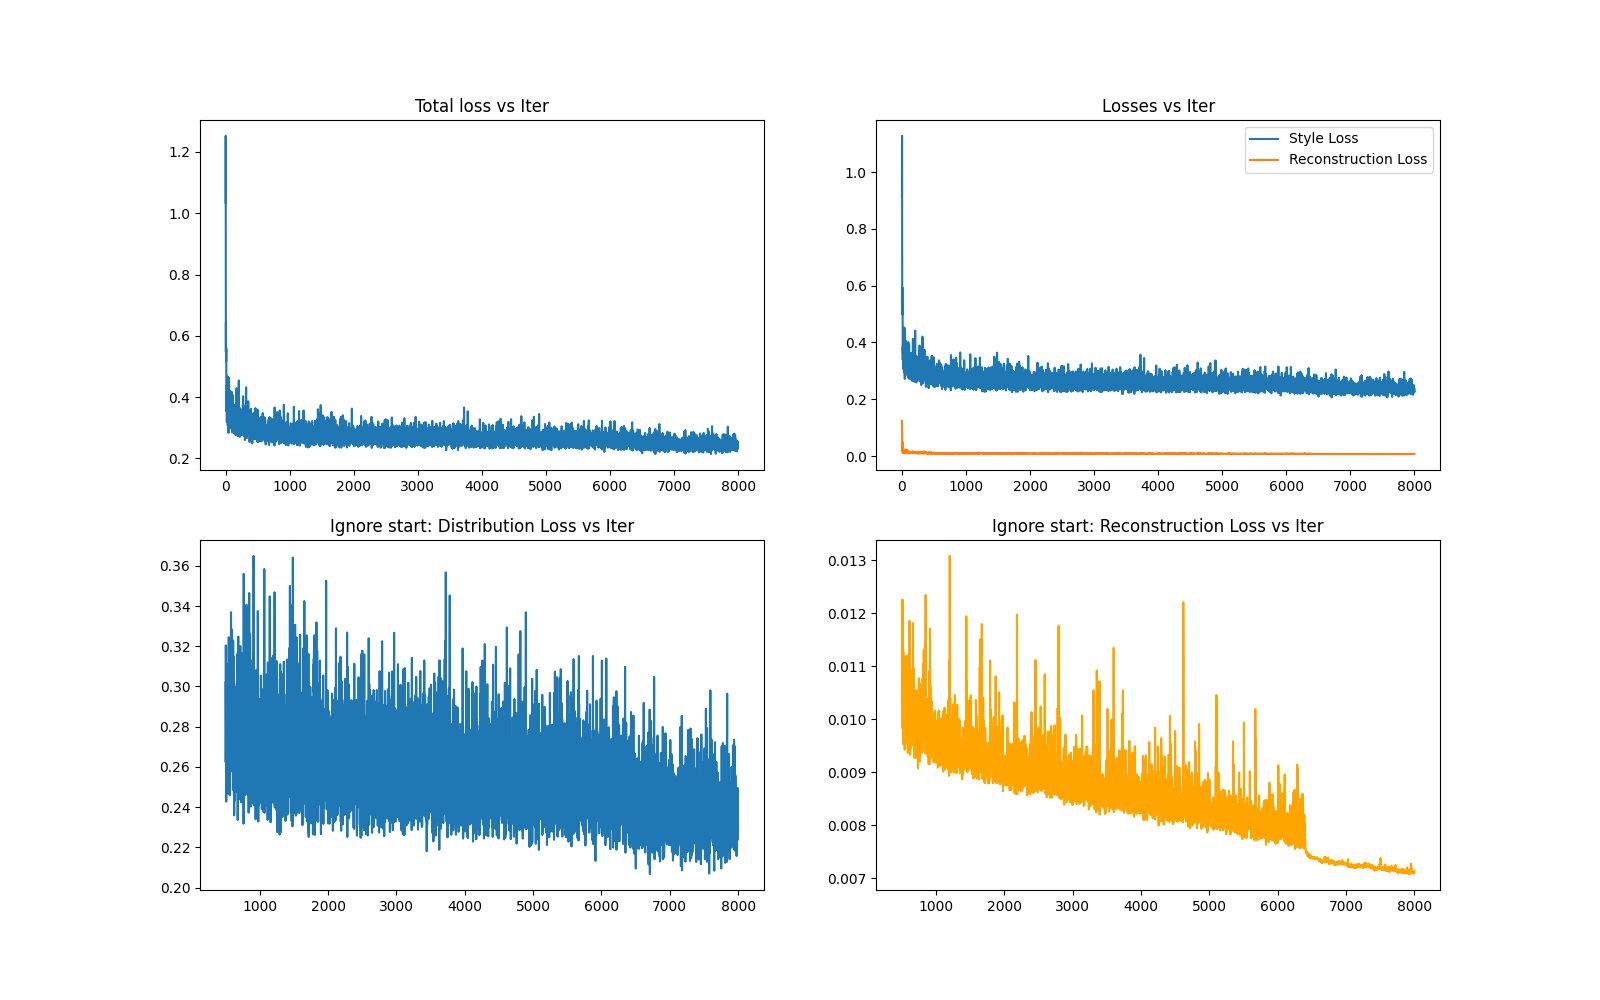 Total loss vs Iter
1.2
1.0
0.8
0.6
0.4
0.2
0 1000 2000 3000 4000 5000 6000 7000 8000
Losses vs Iter
Style Loss
Reconstruction Loss
1.0
0.8
0.6
0.4
0.2
0.0
0 1000 2000 3000 4000 5000 6000 7000 8000
Ignore start: Distribution Loss vs Iter
0.36
0.34
0.32
0.30
0.28
0.26
0.24
0.22
0.20
1000 2000 3000 4000 5000 6000 7000 8000
Ignore start: Reconstruction Loss vs Iter
0.013
0.012
0.011
0.010
0.009
0.008
0.007
1000 2000 3000 4000 5000 6000 7000 8000